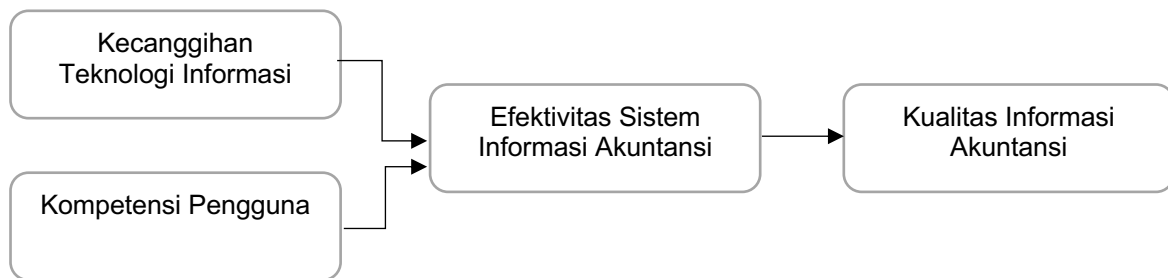 Kecanggihan
Teknologi Informasi
Efektivitas Sistem
Informasi Akuntansi
Kualitas Informasi
Akuntansi
Kompetensi Pengguna